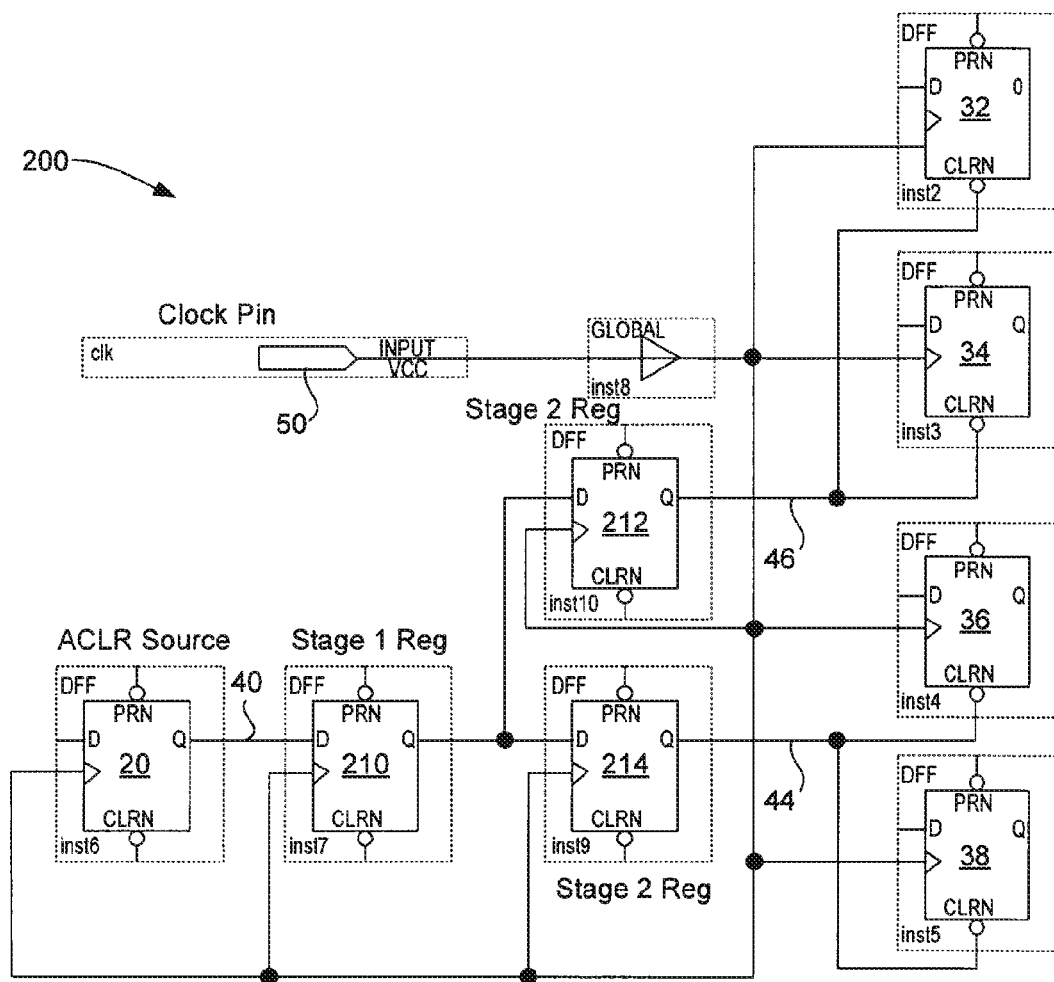 DFF
PRN
D
0
32
CLRN
inst2
200
DFF
PRN
D
Q
34
CLRN
inst3
Clock Pin
clk
INPUT
VCC
50
GLOBAL
inst8
Stage 2 Reg
DFF
PRN
D
Q
212
CLRN
inst10
46
DFF
PRN
D
Q
36
CLRN
inst4
ACLR Source
DFF
PRN
D
Q
20
CLRN
inst6
40
Stage 1 Reg
DFF
PRN
D
Q
210
CLRN
inst7
DFF
PRN
D
Q
214
CLRN
inst9
Stage 2 Reg
44
DFF
PRN
D
Q
38
CLRN
inst5